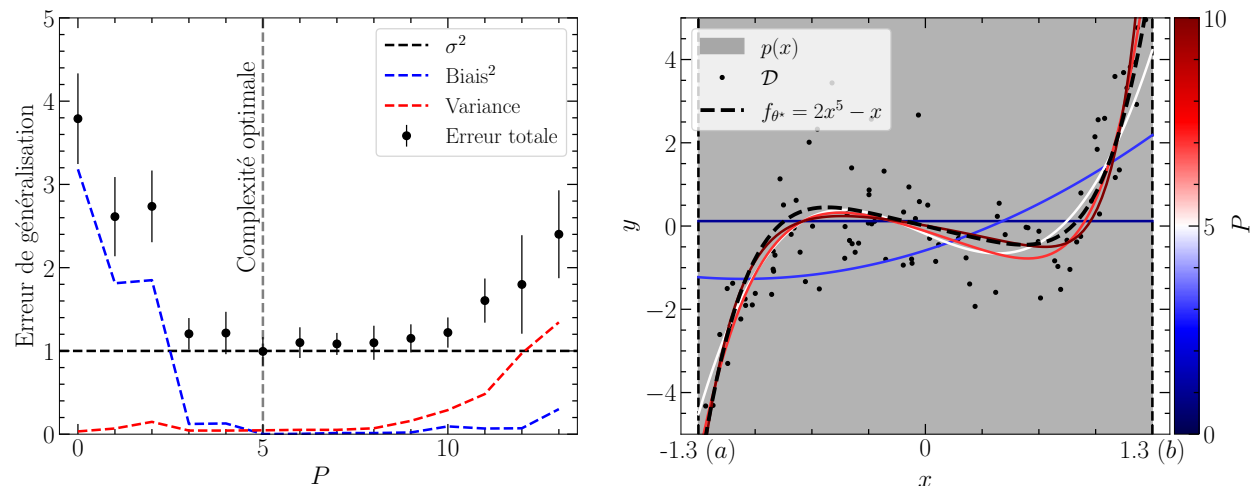 Erreur de généralisation
5
4
3
2
1
0
0
5
10
P
Complexité optimale
σ²
Biais²
Variance
Erreur totale
y
4
2
0
−2
−4
-1.3 (a)
0
1.3 (b)
x
p(x)
𝒟
f_{θ⋆} = 2x⁵ − x
10
5
0
P